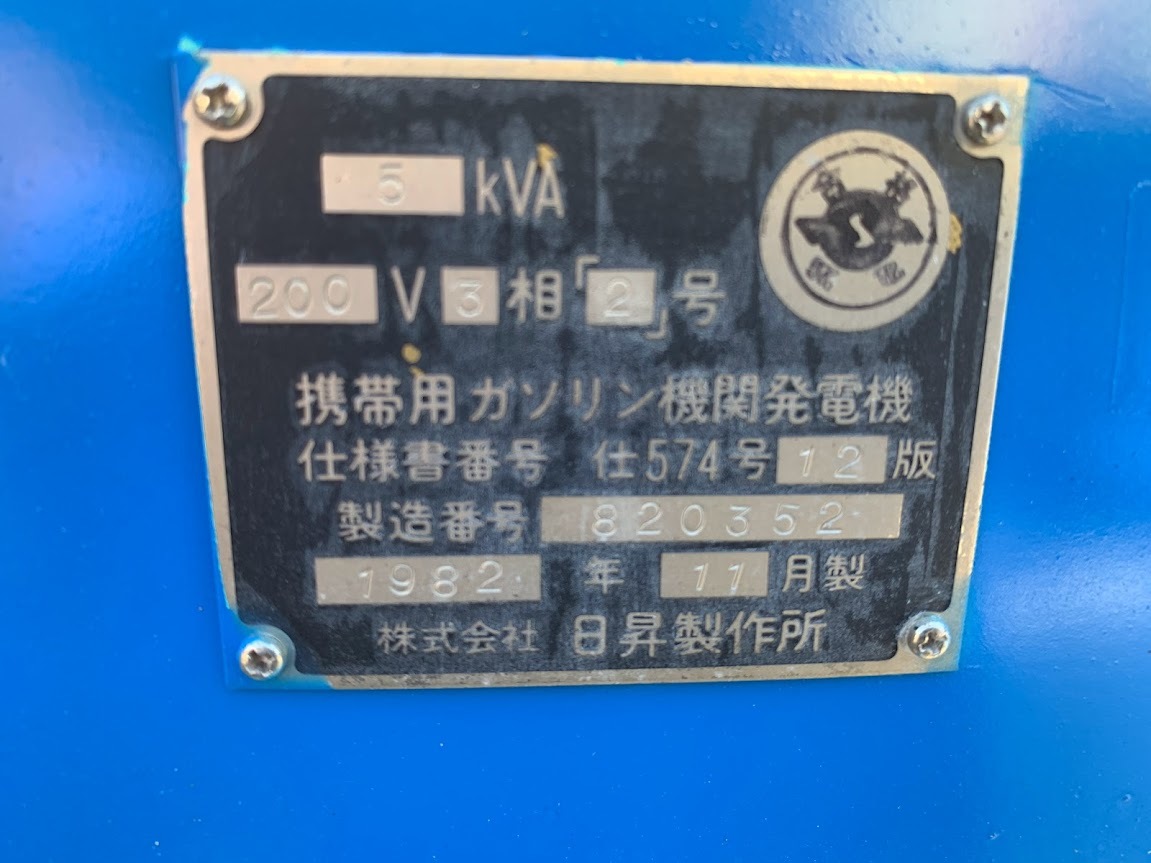 5 kVA
200 V 3 相「2」号
携帯用ガソリン機関発電機
仕様書番号 仕574号 12 版
製造番号 820352
1982 年 11 月製
株式会社 日昇製作所
S